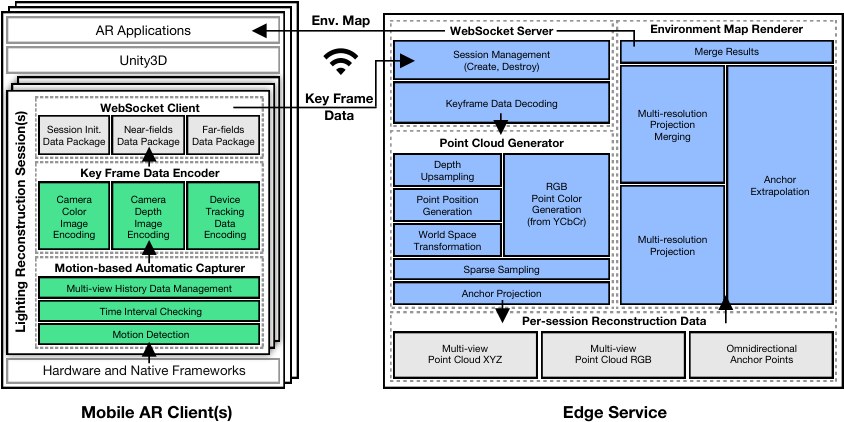 AR Applications
Unity3D
Lighting Reconstruction Session(s)
WebSocket Client
Session Init.
Data Package
Near-fields
Data Package
Far-fields
Data Package
Key Frame Data Encoder
Camera
Color
Image
Encoding
Camera
Depth
Image
Encoding
Device
Tracking
Data
Encoding
Motion-based Automatic Capturer
Multi-view History Data Management
Time Interval Checking
Motion Detection
Hardware and Native Frameworks
Mobile AR Client(s)
Env. Map
Key Frame
Data
WebSocket Server
Session Management
(Create, Destroy)
Keyframe Data Decoding
Point Cloud Generator
Depth
Upsampling
Point Position
Generation
World Space
Transformation
RGB
Point Color
Generation
(from YCbCr)
Sparse Sampling
Anchor Projection
Environment Map Renderer
Merge Results
Multi-resolution
Projection
Merging
Multi-resolution
Projection
Anchor
Extrapolation
Per-session Reconstruction Data
Multi-view
Point Cloud XYZ
Multi-view
Point Cloud RGB
Omnidirectional
Anchor Points
Edge Service